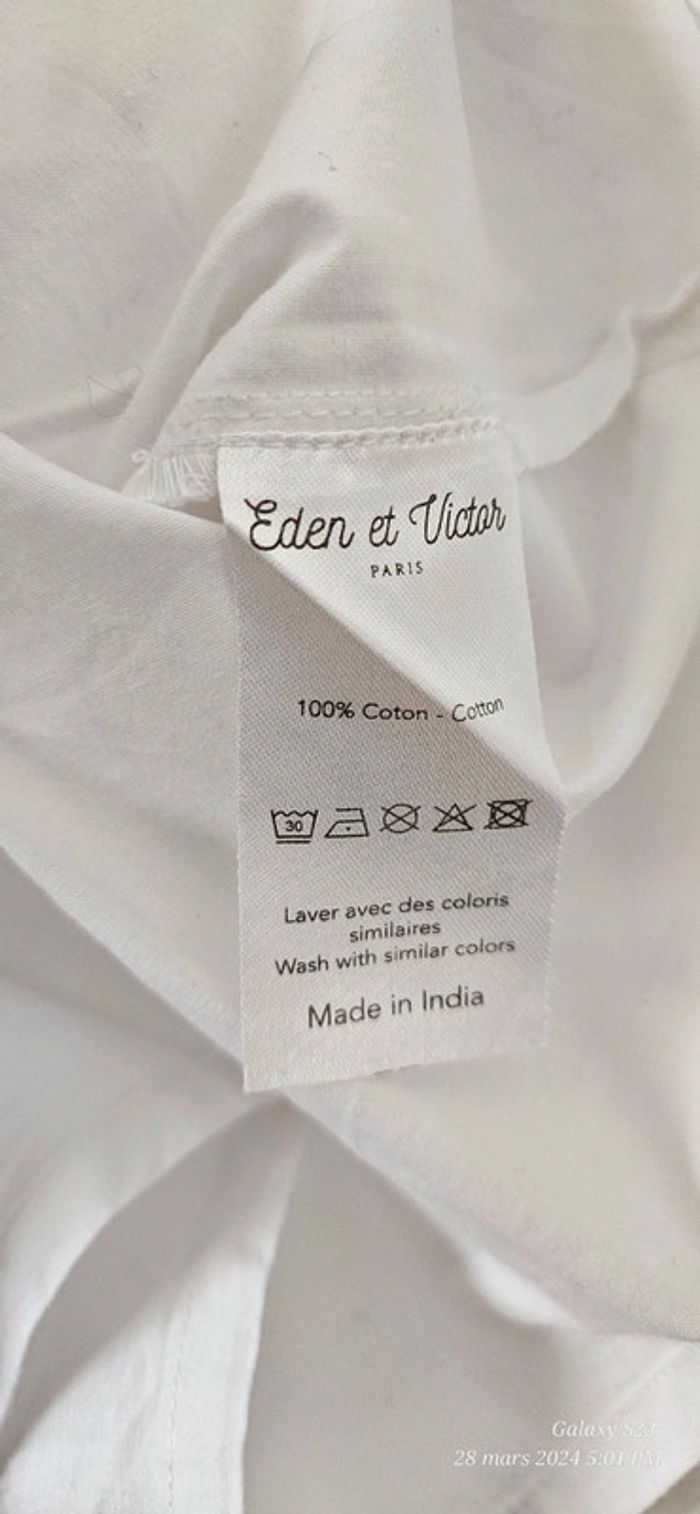 Eden et Victor
PARIS
100% Coton - Cotton
30
Laver avec des coloris
similaires
Wash with similar colors
Made in India
Galaxy S23
28 mars 2024 5:01 PM